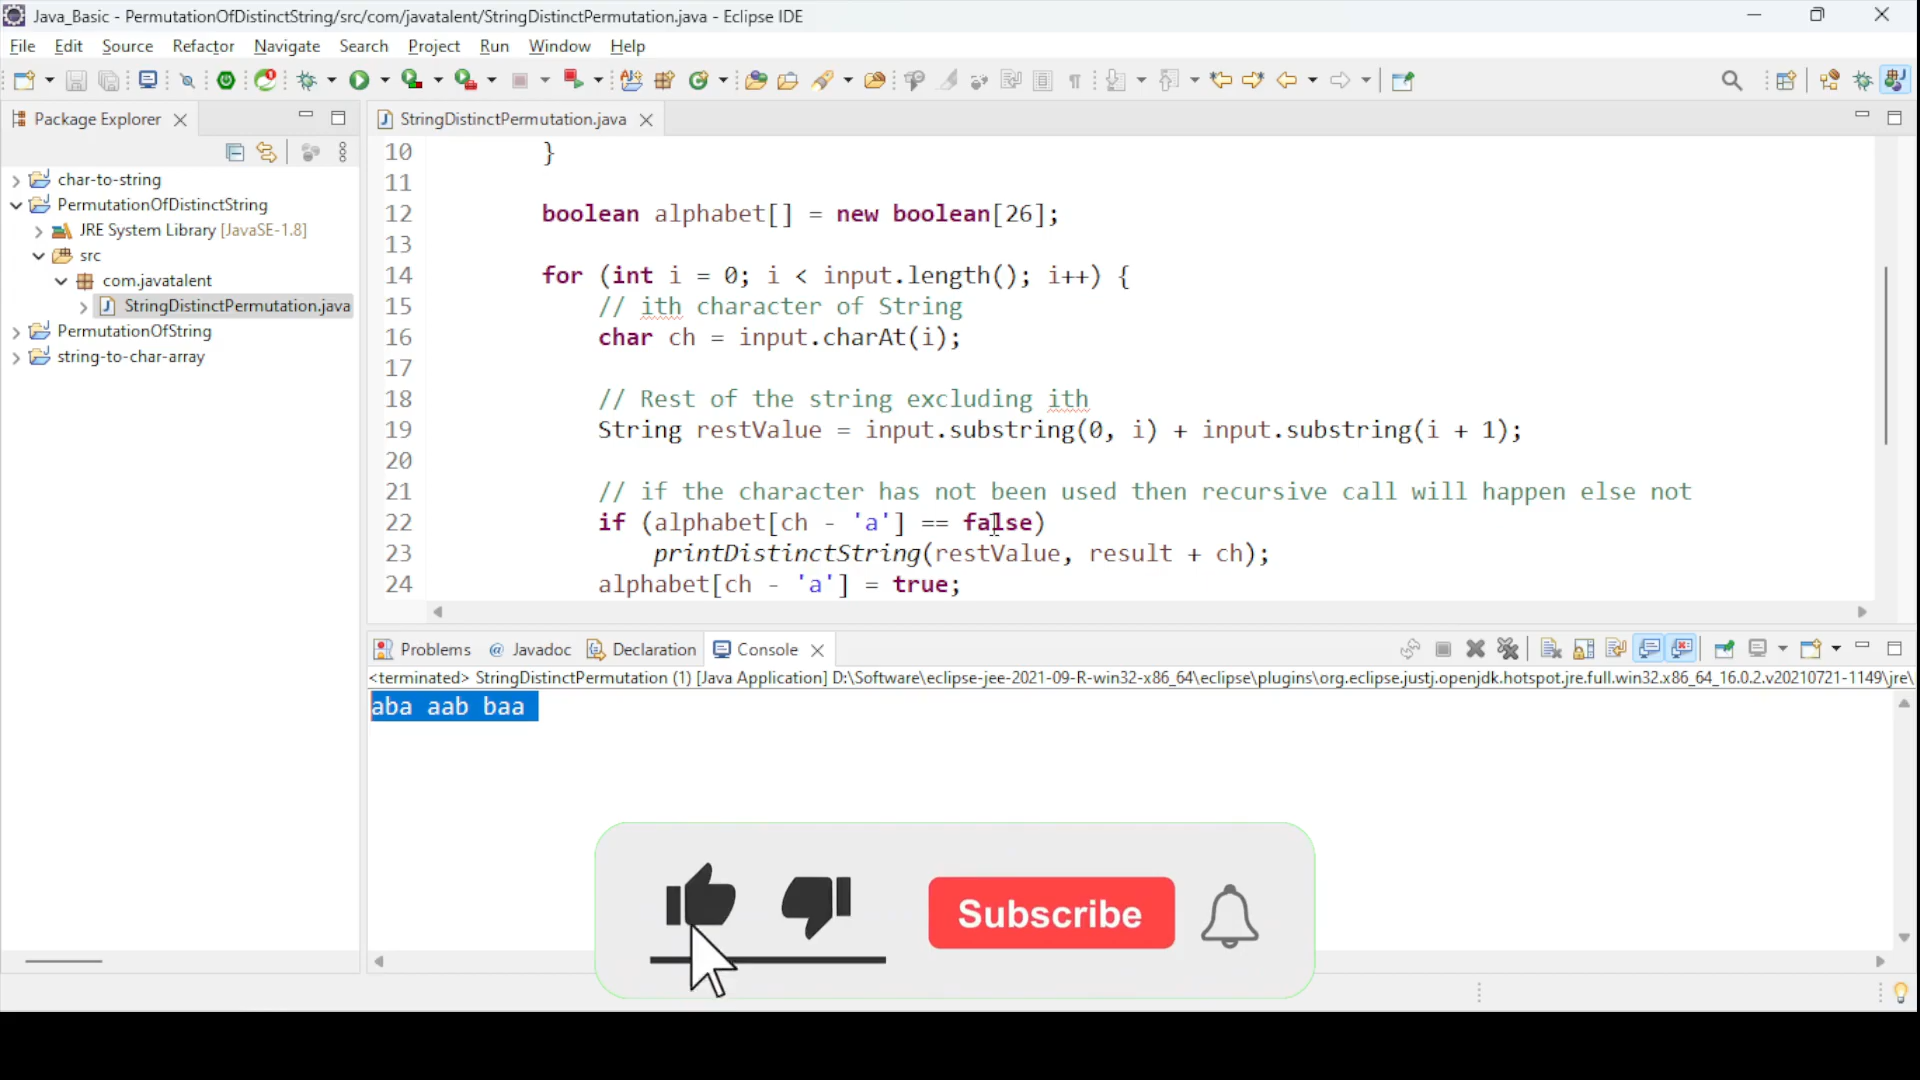 Java_Basic - PermutationOfDistinctString/src/com/javatalent/StringDistinctPermutation.java - Eclipse IDE
File Edit Source Refactor Navigate Search Project Run Window Help
Package Explorer
StringDistinctPermutation.java
char-to-string
PermutationOfDistinctString
JRE System Library [JavaSE-1.8]
src
com.javatalent
StringDistinctPermutation.java
PermutationOfString
string-to-char-array
10 }
11
12 boolean alphabet[] = new boolean[26];
13
14 for (int i = 0; i < input.length(); i++) {
15 // ith character of String
16 char ch = input.charAt(i);
17
18 // Rest of the string excluding ith
19 String restValue = input.substring(0, i) + input.substring(i + 1);
20
21 // if the character has not been used then recursive call will happen else not
22 if (alphabet[ch - 'a'] == false)
23 printDistinctString(restValue, result + ch);
24 alphabet[ch - 'a'] = true;
Problems @ Javadoc Declaration Console
<terminated> StringDistinctPermutation (1) [Java Application] D:\Software\eclipse-jee-2021-09-R-win32-x86_64\eclipse\plugins\org.eclipse.justj.openjdk.hotspot.jre.full.win32.x86_64_16.0.2.v20210721-1149\jre\
aba aab baa
Subscribe